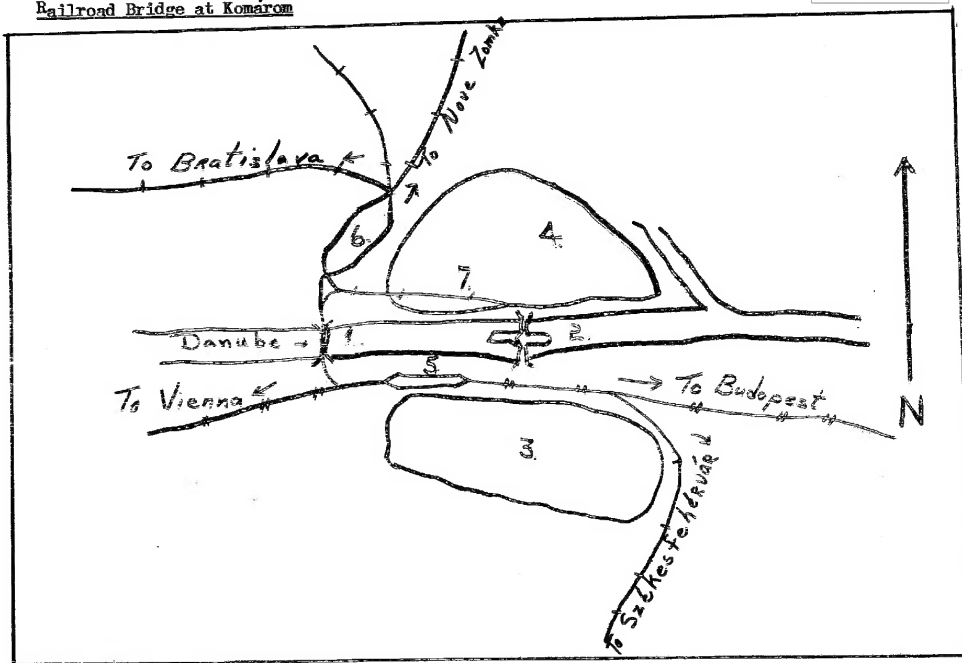 Railroad Bridge at Komárom
To Nove Zamky
To Bratislava
4.
6.
7.
Danube
1.
2.
5.
To Vienna
To Budapest
N
3.
To Székesfehérvár